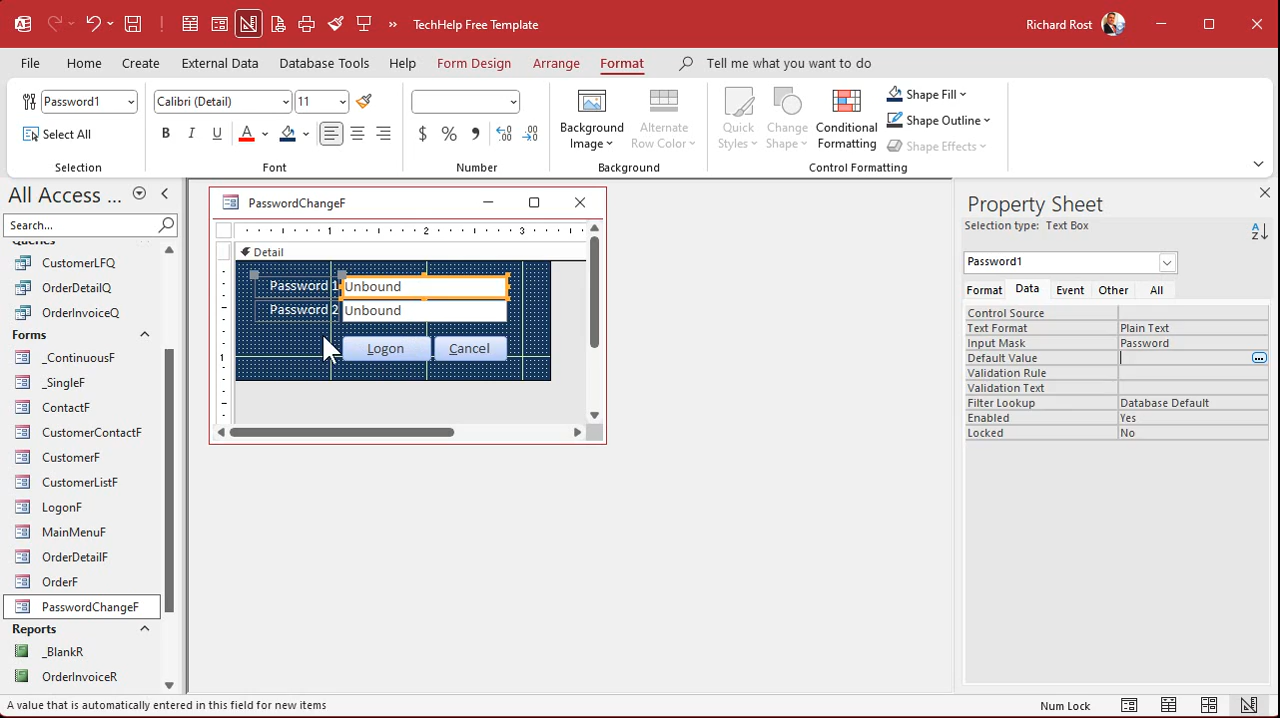 TechHelp Free Template
Richard Rost
File Home Create External Data Database Tools Help Form Design Arrange Format Tell me what you want to do
Password1
Select All
Selection
Calibri (Detail) 11
B I U A
Font
$ % 9
Number
Background Image
Alternate Row Color
Background
Quick Styles
Change Shape
Conditional Formatting
Shape Fill
Shape Outline
Shape Effects
Control Formatting
All Access ...
Search...
Queries
CustomerLFQ
OrderDetailQ
OrderInvoiceQ
Forms
_ContinuousF
_SingleF
ContactF
CustomerContactF
CustomerF
CustomerListF
LogonF
MainMenuF
OrderDetailF
OrderF
PasswordChangeF
Reports
_BlankR
OrderInvoiceR
PasswordChangeF
1 2 3
Detail
Password 1 Unbound
Password 2 Unbound
1
Logon Cancel
Property Sheet
Selection type: Text Box
A Z
Password1
Format Data Event Other All
Control Source
Text Format Plain Text
Input Mask Password
Default Value
Validation Rule
Validation Text
Filter Lookup Database Default
Enabled Yes
Locked No
A value that is automatically entered in this field for new items
Num Lock